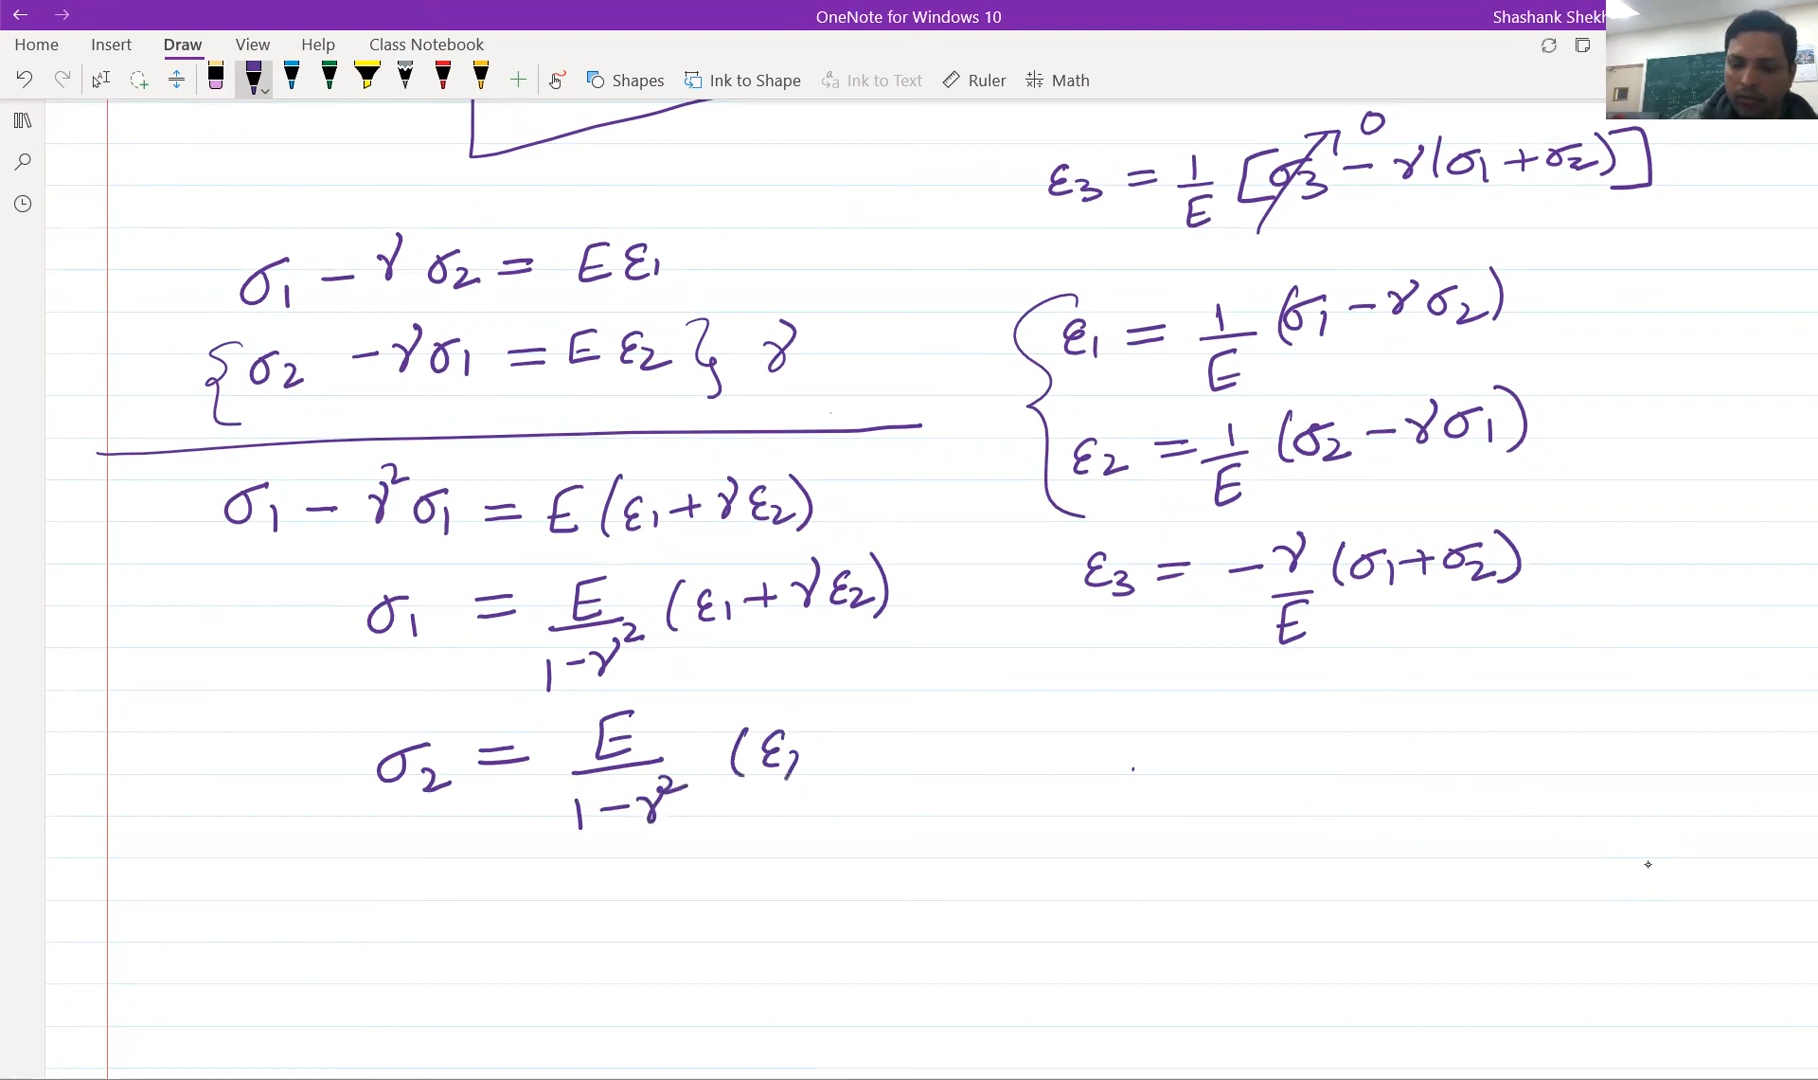 OneNote for Windows 10
Shashank Shekh
Home Insert Draw View Help Class Notebook
Shapes Ink to Shape Ink to Text Ruler Math
ε3 = 1/E [σ3 0 - γ(σ1 + σ2)]
σ1 - γσ2 = Eε1
{σ2 - γσ1 = Eε2} γ
σ1 - γ²σ1 = E(ε1 + γε2)
σ1 = E/1-γ² (ε1 + γε2)
σ2 = E/1-γ² (ε1
ε1 = 1/E (σ1 - γσ2)
ε2 = 1/E (σ2 - γσ1)
ε3 = -γ/E (σ1 + σ2)